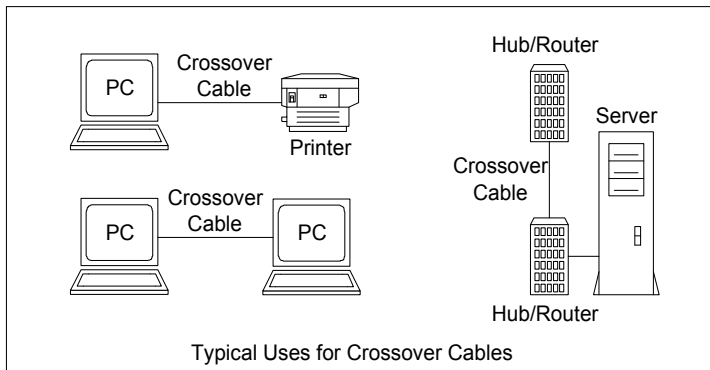 PC
Crossover
Cable
Printer
PC
Crossover
Cable
PC
Hub/Router
Server
Crossover
Cable
Hub/Router
Typical Uses for Crossover Cables